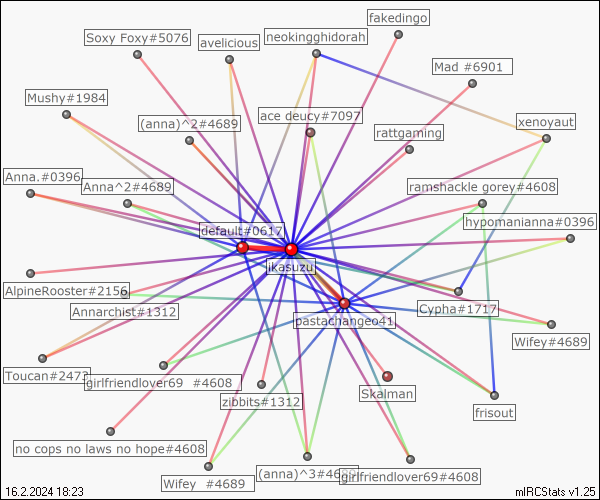 fakedingo
Soxy Foxy#5076
avelicious
neokingghidorah
Mad #6901
Mushy#1984
(anna)^2#4689
ace deucy#7097
rattgaming
xenoyaut
Anna.#0396
Anna^2#4689
ramshackle gorey#4608
default#0617
hypomanianna#0396
jikasuzu
AlpineRooster#2156
Annarchist#1312
pastachangeo41
Cypha#1717
Wifey#4689
Toucan#2473
girlfriendlover69 #4608
zibbits#1312
Skalman
frisout
no cops no laws no hope#4608
Wifey #4689
(anna)^3#4689
girlfriendlover69#4608
16.2.2024 18:23
mIRCStats v1.25